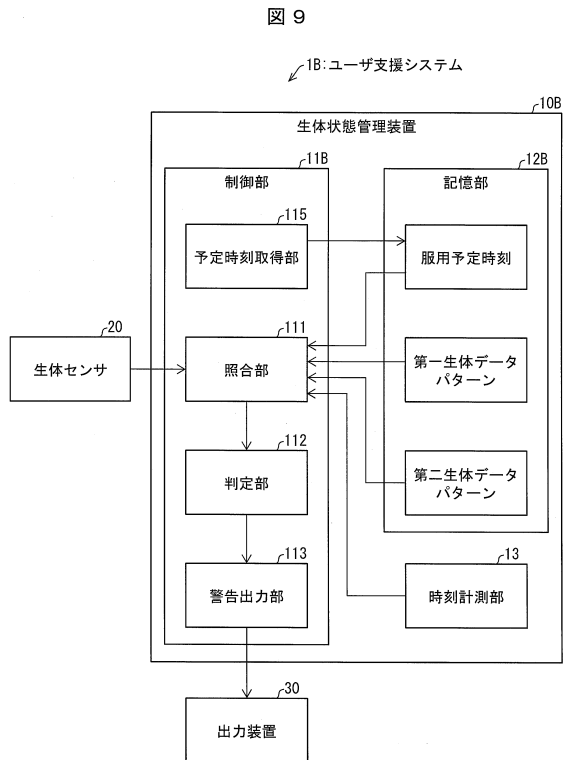 図 9
1B:ユーザ支援システム
10B
生体状態管理装置
11B
制御部
12B
記憶部
115
予定時刻取得部
服用予定時刻
20
生体センサ
111
照合部
第一生体データ
パターン
112
判定部
第二生体データ
パターン
113
警告出力部
13
時刻計測部
30
出力装置